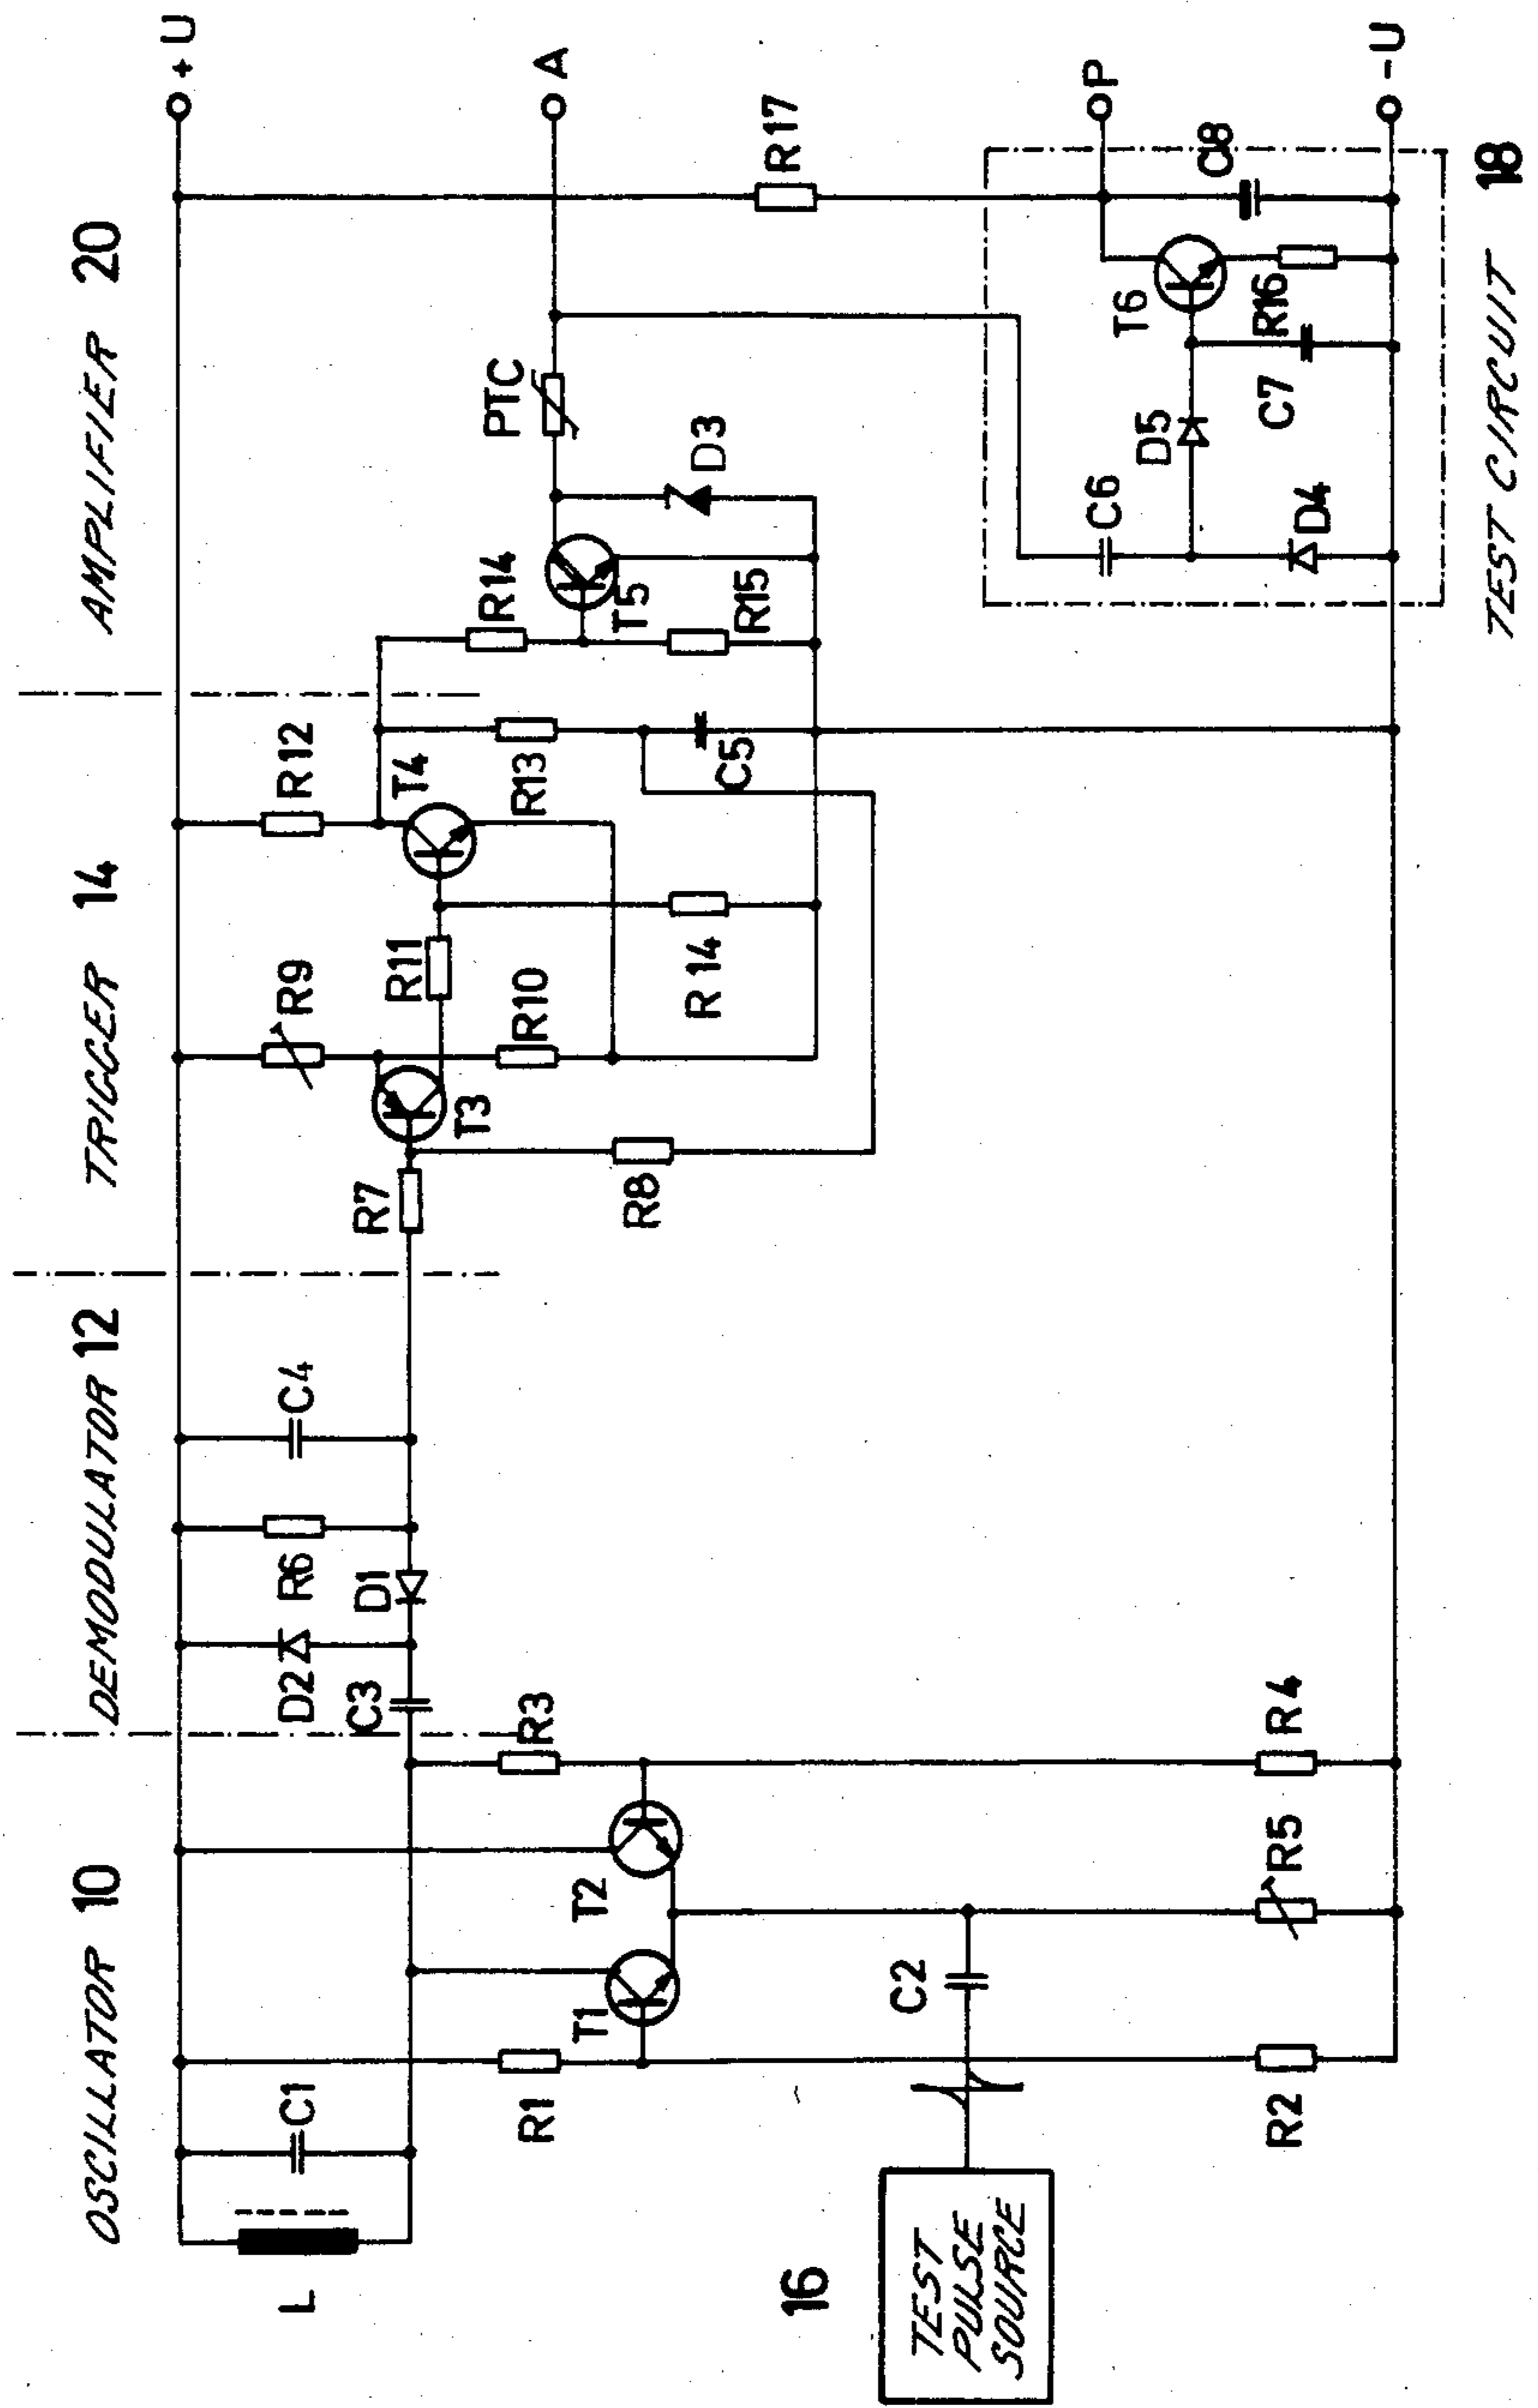 OSCILLATOR 10
DEMODULATOR 12
TRIGGER 14
AMPLIFIER 20
+ U
L
C1
D2
R6
C4
R9
R12
C3
D1
R7
T3
R11
T4
PTC
A
R1
T1
T2
R3
R8
R10
R14
R13
C5
R14
T5
R15
D3
R17
16
TEST
PULSE
SOURCE
C2
C6
D5
T6
P
R2
R5
R4
D4
C7
R16
C8
- U
TEST CIRCUIT 18